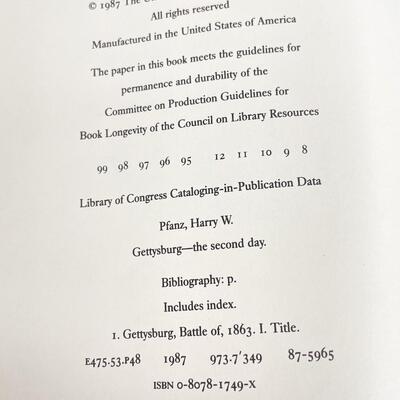 © 1987 The
All rights reserved
Manufactured in the United States of America
The paper in this book meets the guidelines for
permanence and durability of the
Committee on Production Guidelines for
Book Longevity of the Council on Library Resources
99 98 97 96 95 12 11 10 9 8
Library of Congress Cataloging-in-Publication Data
Pfanz, Harry W.
Gettysburg—the second day.
Bibliography: p.
Includes index.
1. Gettysburg, Battle of, 1863. I. Title.
E475.53.P48 1987 973.7'349 87-5965
ISBN 0-8078-1749-X